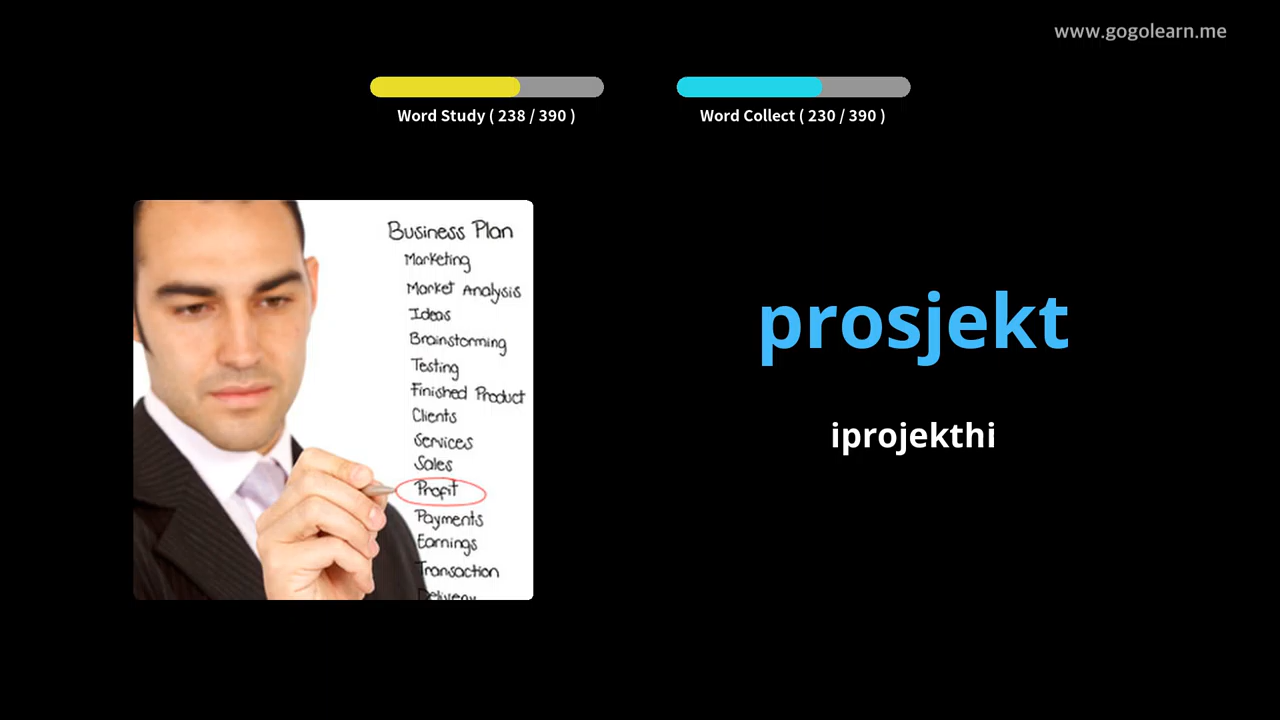 www.gogolearn.me
Word Study ( 238 / 390 )
Word Collect ( 230 / 390 )
Business Plan
Marketing
Market Analysis
Ideas
Brainstorming
Testing
Finished Product
Clients
Services
Sales
Profit
Payments
Earnings
Transaction
Delivery
prosjekt
iprojekthi